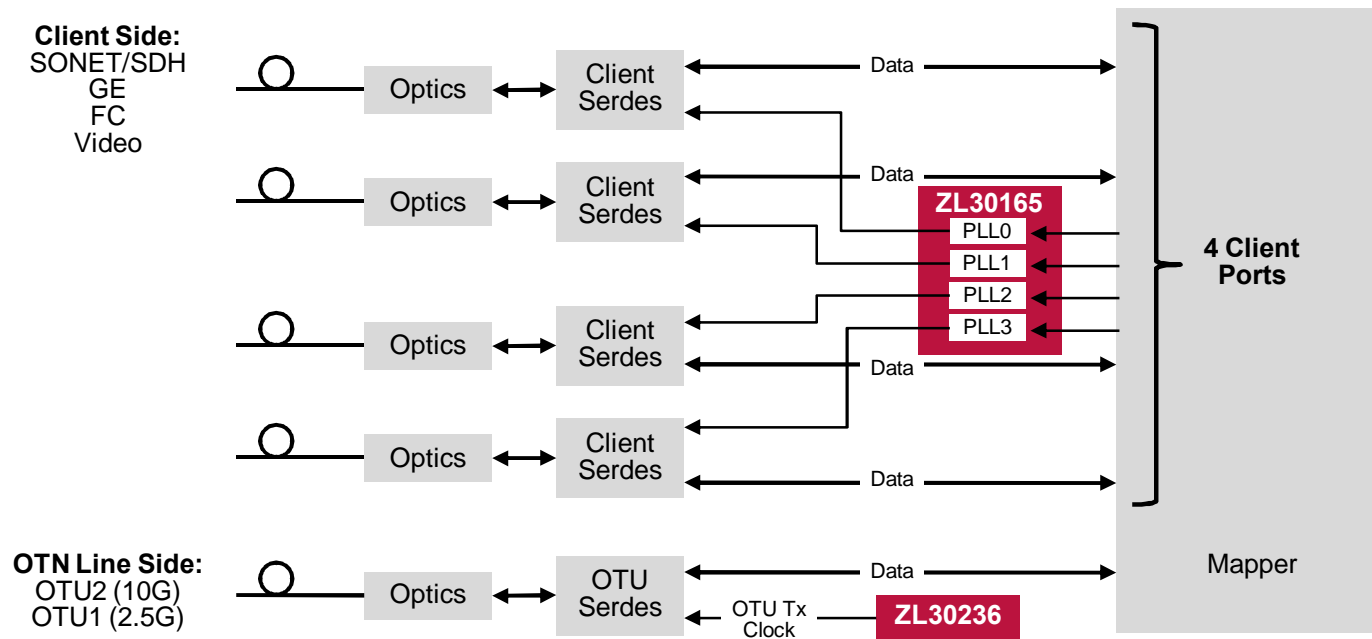 Client Side:
SONET/SDH
GE
FC
Video
Optics
Client
Serdes
Data
Optics
Client
Serdes
Data
ZL30165
PLL0
PLL1
PLL2
PLL3
4 Client
Ports
Optics
Client
Serdes
Data
Optics
Client
Serdes
Data
OTN Line Side:
OTU2 (10G)
OTU1 (2.5G)
Optics
OTU
Serdes
Data
OTU Tx
Clock
ZL30236
Mapper